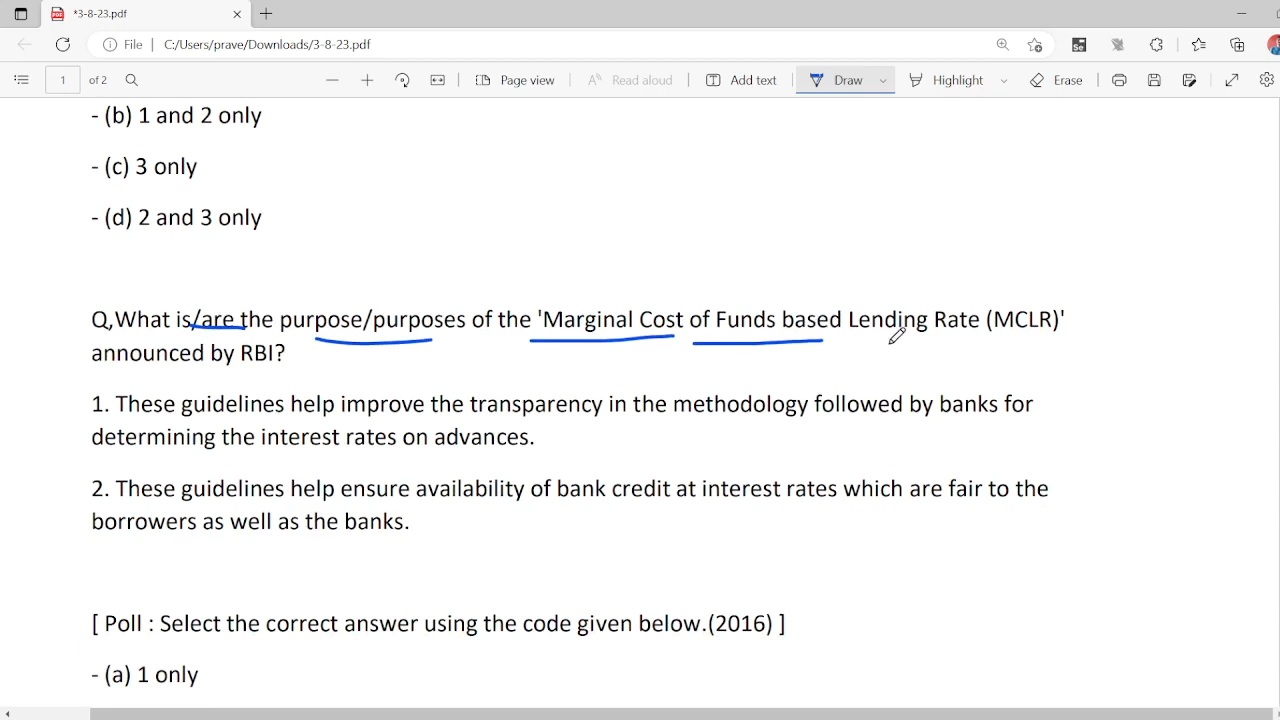 *3-8-23.pdf
File | C:/Users/prave/Downloads/3-8-23.pdf
Se
1 of 2 Page view Read aloud Add text Draw Highlight Erase
- (b) 1 and 2 only
- (c) 3 only
- (d) 2 and 3 only
Q,What is/are the purpose/purposes of the 'Marginal Cost of Funds based Lending Rate (MCLR)'
announced by RBI?
1. These guidelines help improve the transparency in the methodology followed by banks for
determining the interest rates on advances.
2. These guidelines help ensure availability of bank credit at interest rates which are fair to the
borrowers as well as the banks.
[ Poll : Select the correct answer using the code given below.(2016) ]
- (a) 1 only